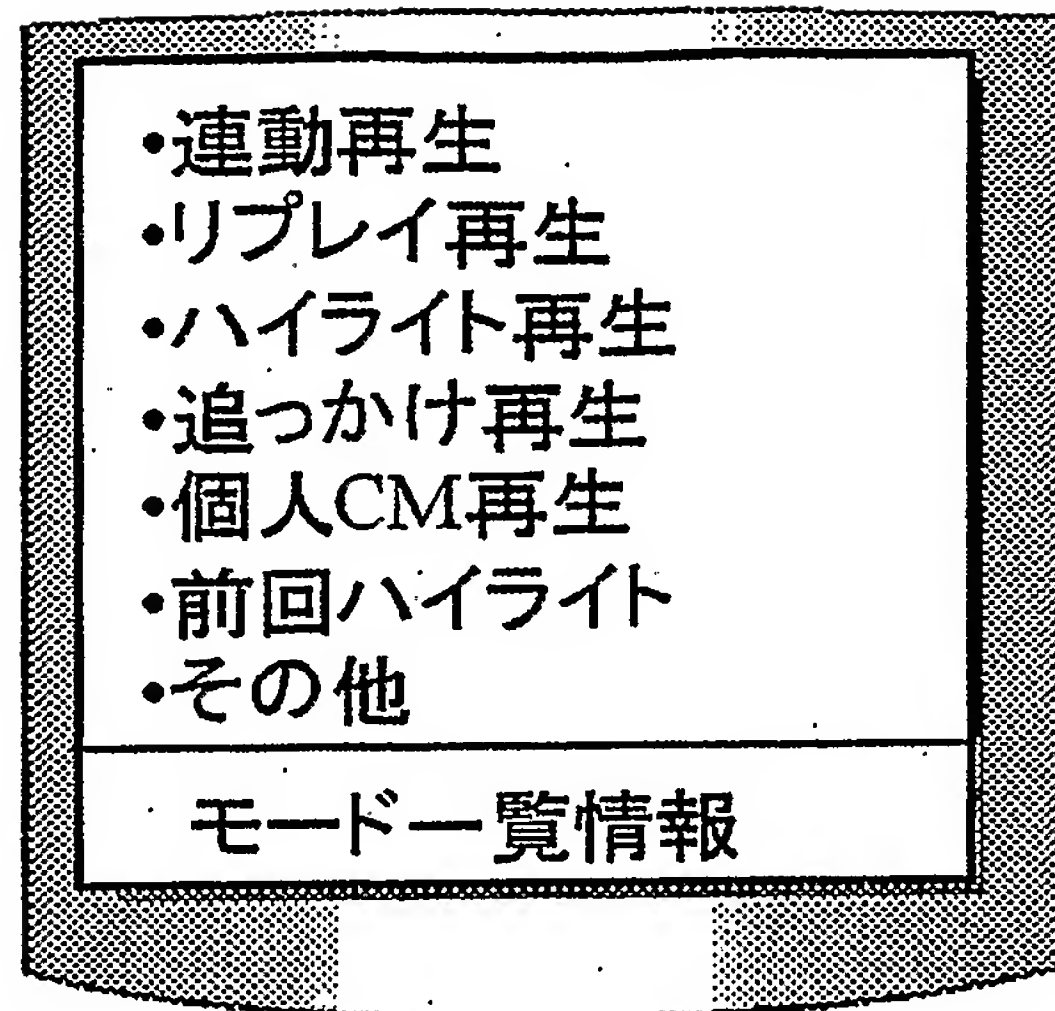 ・連動再生
・リプレイ再生
・ハイライト再生
・追っかけ再生
・個人CM再生
・前回ハイライト
・その他
モード一覧情報